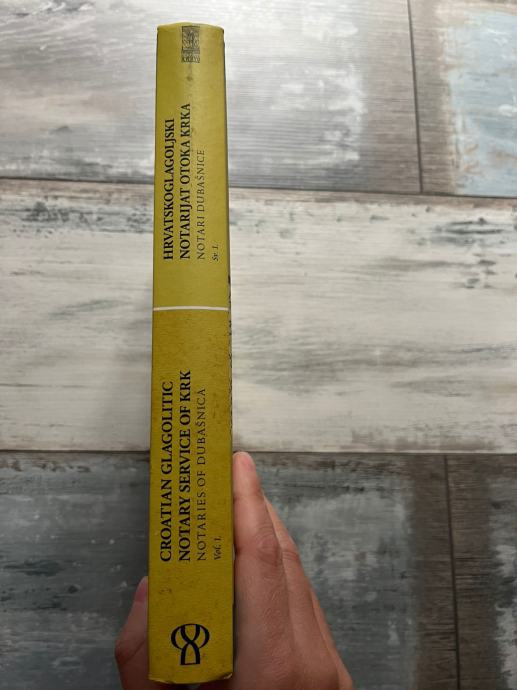 HRVATSKOGLAGOLJSKI
NOTARIJAT OTOKA KRKA
NOTARI DUBAŠNICE
Sv. 1.
CROATIAN GLAGOLITIC
NOTARY SERVICE OF KRK
NOTARIES OF DUBAŠNICA
Vol. 1.